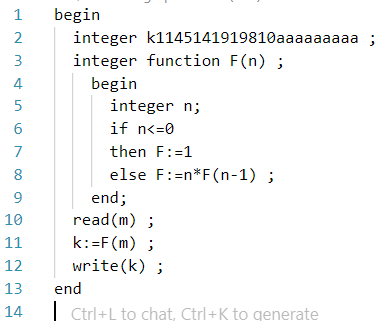 1 begin
2 integer k1145141919810aaaaaaaaa ;
3 integer function F(n) ;
4 begin
5 integer n;
6 if n<=0
7 then F:=1
8 else F:=n*F(n-1) ;
9 end;
10 read(m) ;
11 k:=F(m) ;
12 write(k) ;
13 end
14 Ctrl+L to chat, Ctrl+K to generate